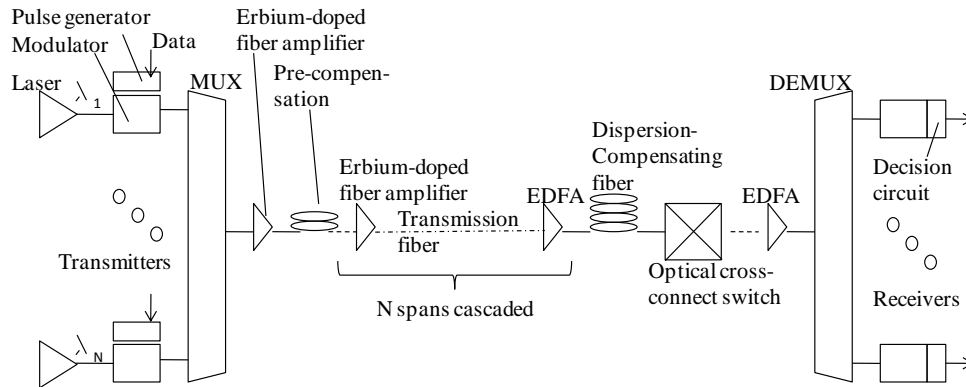 Pulse generator
Modulator
Data
Laser
λ 1
MUX
Erbium-doped
fiber amplifier
Pre-compen-
sation
Erbium-doped
fiber amplifier
Transmission
fiber
EDFA
Dispersion-
Compensating
fiber
EDFA
DEMUX
Decision
circuit
Transmitters
N spans cascaded
Optical cross-
connect switch
Receivers
λ N